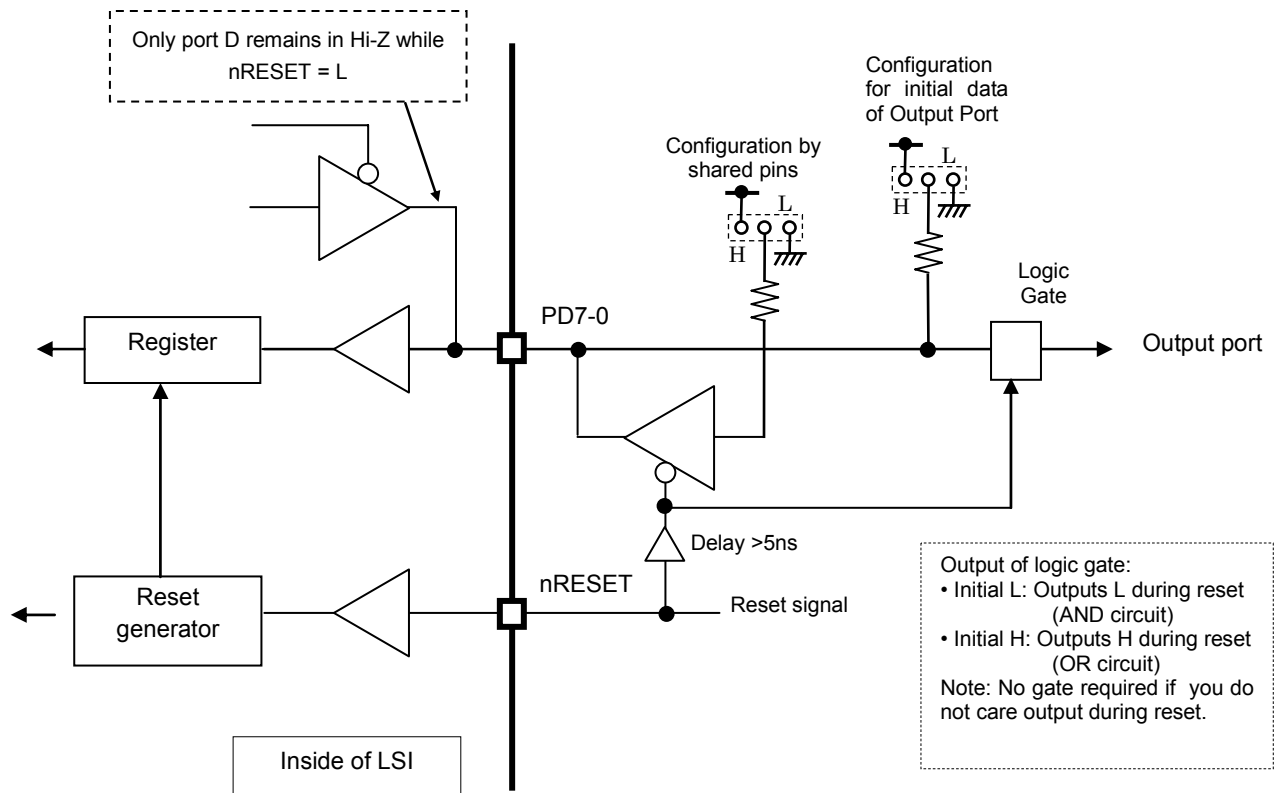 Only port D remains in Hi-Z while
nRESET = L
Configuration
for initial data
of Output Port
L
H
Configuration by
shared pins
L
H
Logic
Gate
Register
PD7-0
Output port
Delay >5ns
Reset
generator
nRESET
Reset signal
Output of logic gate:
• Initial L: Outputs L during reset
(AND circuit)
• Initial H: Outputs H during reset
(OR circuit)
Note: No gate required if you do
not care output during reset.
Inside of LSI